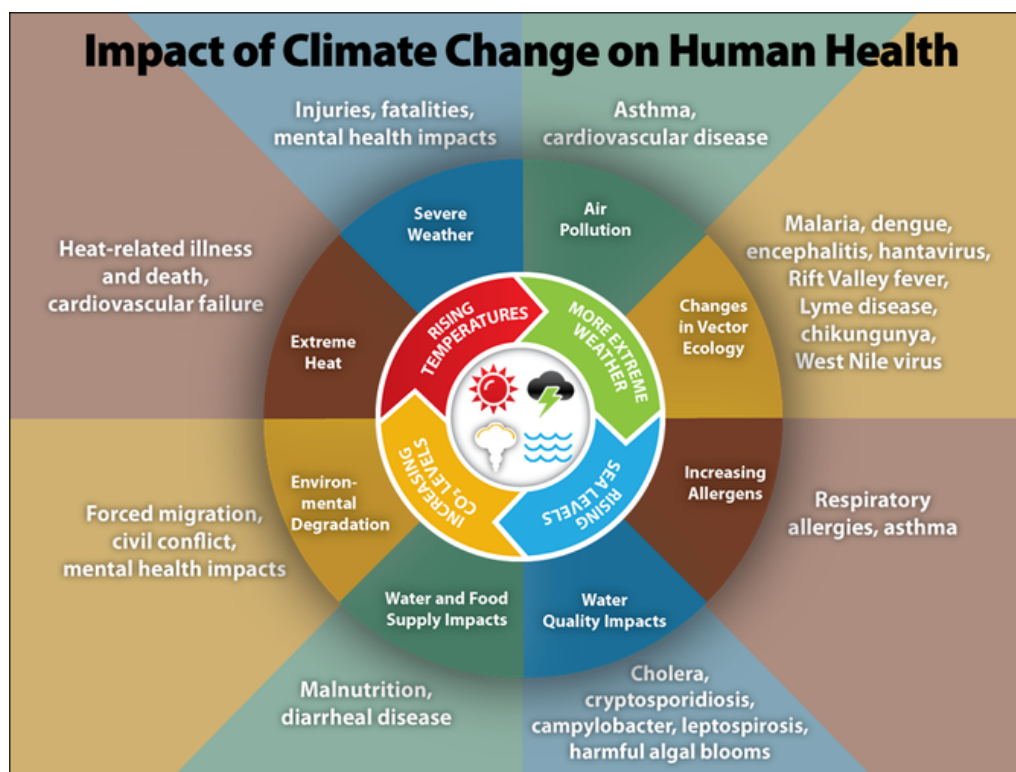 Impact of Climate Change on Human Health
Injuries, fatalities,
mental health impacts
Asthma,
cardiovascular disease
Severe
Weather
Air
Pollution
Heat-related illness
and death,
cardiovascular failure
Extreme
Heat
Malaria, dengue,
encephalitis, hantavirus,
Rift Valley fever,
Lyme disease,
chikungunya,
West Nile virus
Changes
in Vector
Ecology
RISING
TEMPERATURES
MORE EXTREME
WEATHER
INCREASING
CO₂ LEVELS
RISING
SEA LEVELS
Environ-
mental
Degradation
Increasing
Allergens
Forced migration,
civil conflict,
mental health impacts
Respiratory
allergies, asthma
Water and Food
Supply Impacts
Water
Quality Impacts
Malnutrition,
diarrheal disease
Cholera,
cryptosporidiosis,
campylobacter, leptospirosis,
harmful algal blooms